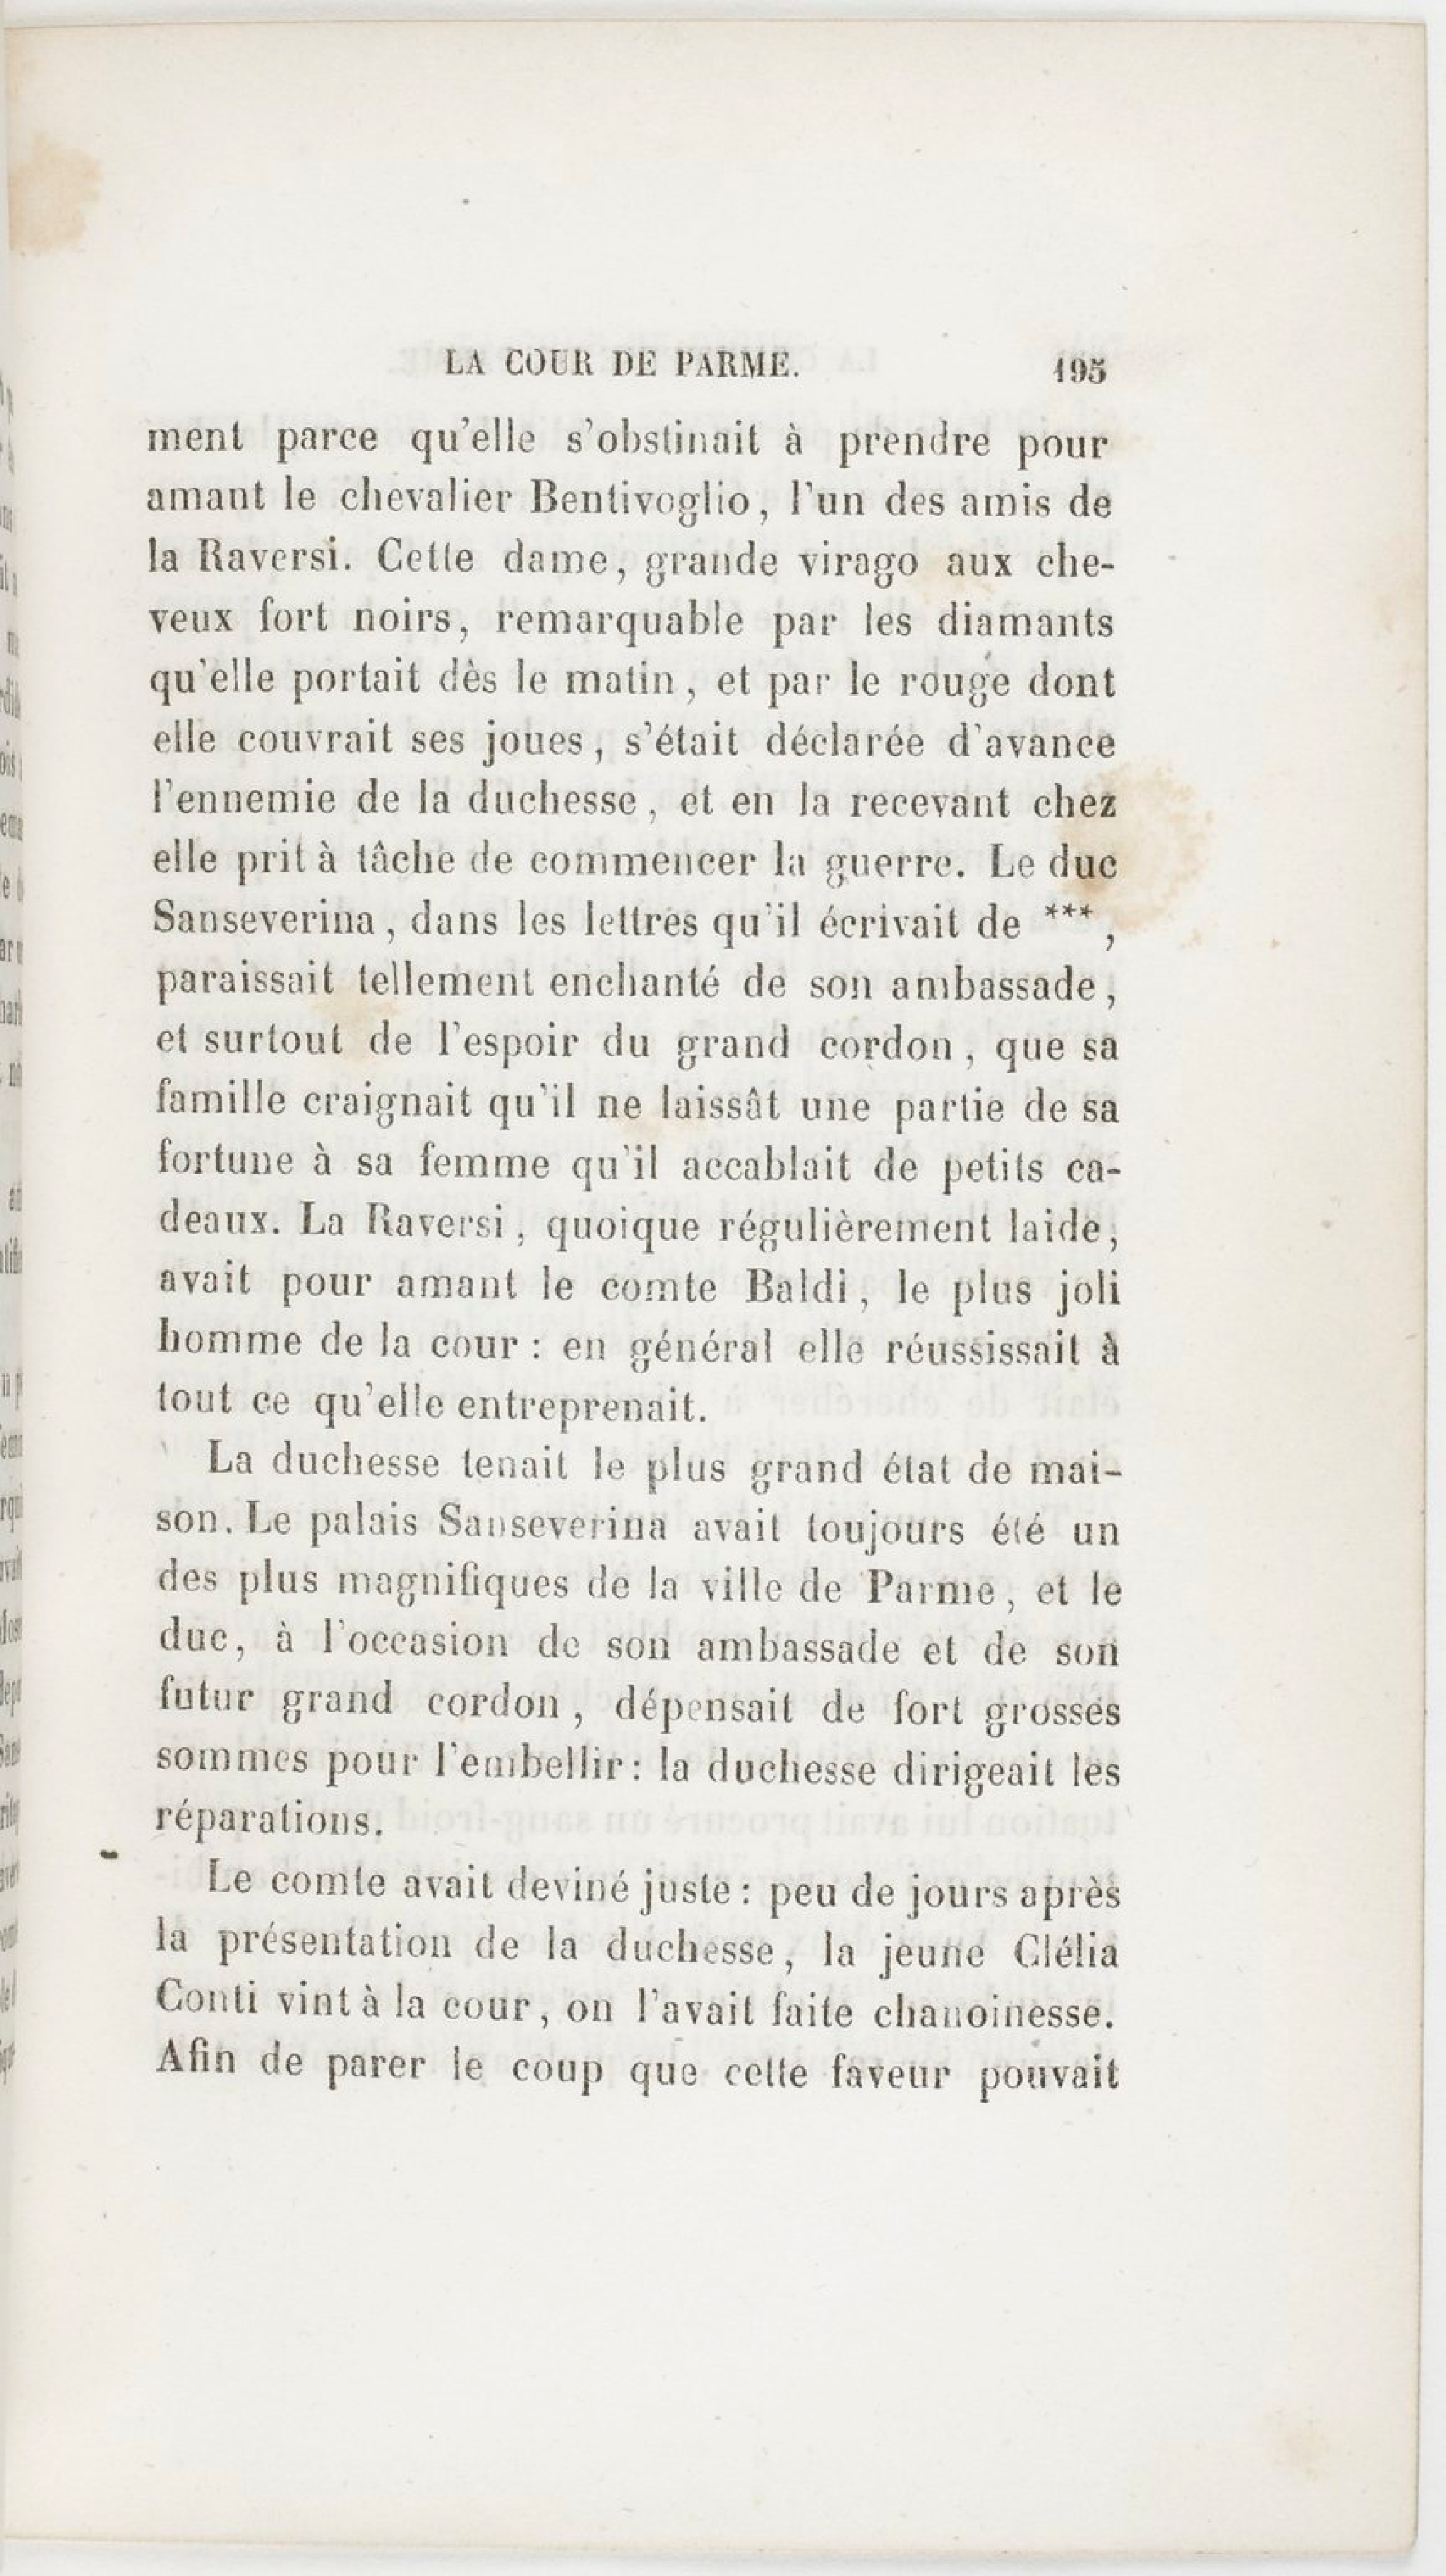 LA COUR DE PARME. 195
ment parce qu'elle s'obstinait à prendre pour
amant le chevalier Bentivoglio, l'un des amis de
la Raversi. Cette dame, grande virago aux che-
veux fort noirs, remarquable par les diamants
qu'elle portait dès le matin, et par le rouge dont
elle couvrait ses joues, s'était déclarée d'avance
l'ennemie de la duchesse, et en la recevant chez
elle prit à tâche de commencer la guerre. Le duc
Sanseverina, dans les lettres qu'il écrivait de ***,
paraissait tellement enchanté de son ambassade,
et surtout de l'espoir du grand cordon, que sa
famille craignait qu'il ne laissât une partie de sa
fortune à sa femme qu'il accablait de petits ca-
deaux. La Raversi, quoique régulièrement laide,
avait pour amant le comte Baldi, le plus joli
homme de la cour : en général elle réussissait à
tout ce qu'elle entreprenait.
La duchesse tenait le plus grand état de mai-
son. Le palais Sanseverina avait toujours été un
des plus magnifiques de la ville de Parme, et le
duc, à l'occasion de son ambassade et de son
futur grand cordon, dépensait de fort grosses
sommes pour l'embellir : la duchesse dirigeait les
réparations.
Le comte avait deviné juste : peu de jours après
la présentation de la duchesse, la jeune Clélia
Conti vint à la cour, on l'avait faite chanoinesse.
Afin de parer le coup que cette faveur pouvait